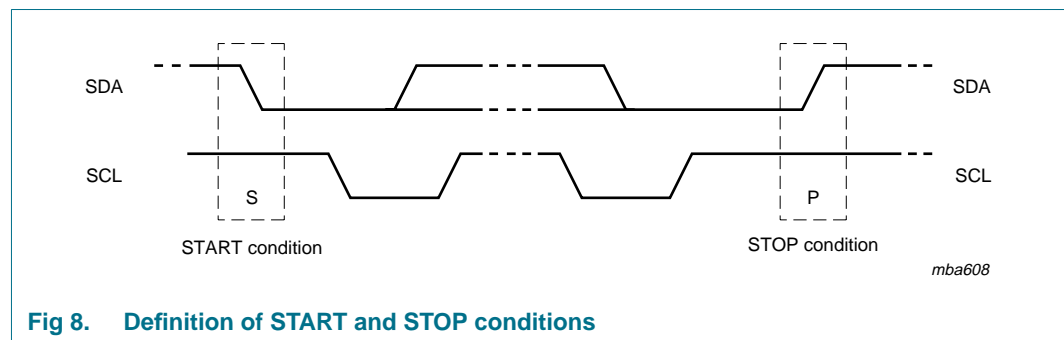 SDA SDA
SCL SCL
S P
START condition STOP condition
mba608
Fig 8. Definition of START and STOP conditions